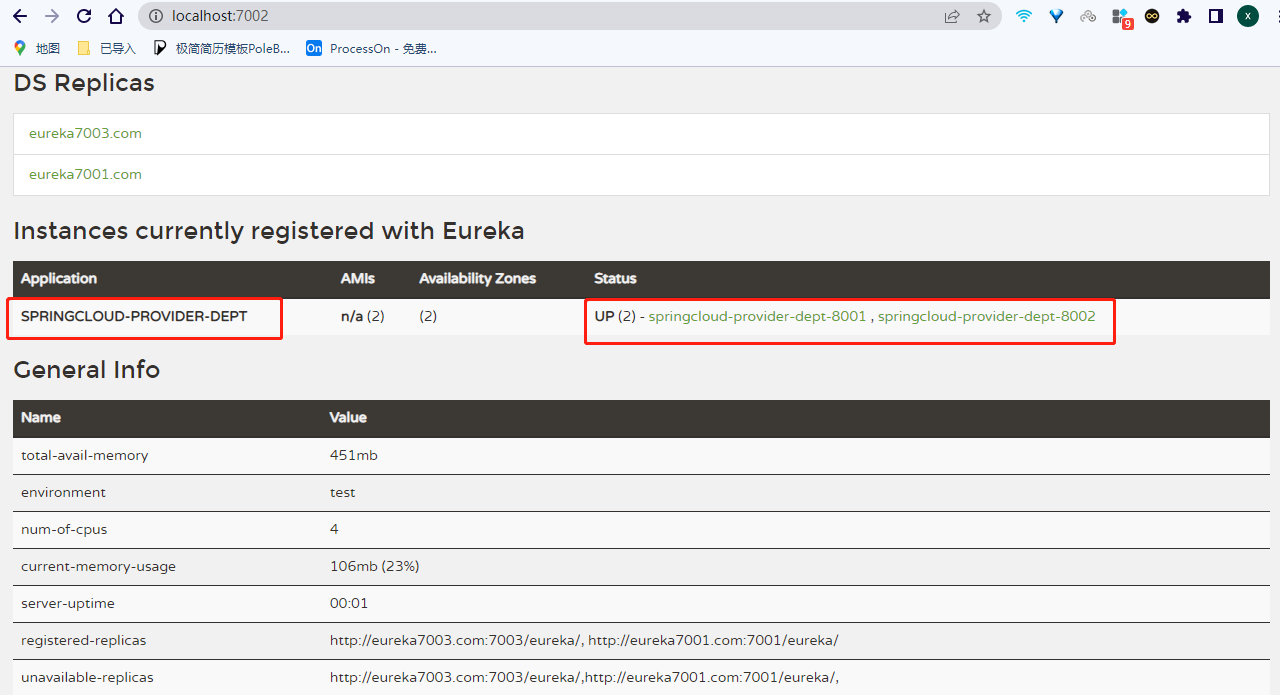 localhost:7002
9
X
地图 已导入 极简简历模板PoleB... On ProcessOn - 免费...
DS Replicas
eureka7003.com
eureka7001.com
Instances currently registered with Eureka
Application AMIs Availability Zones Status
SPRINGCLOUD-PROVIDER-DEPT n/a (2) (2) UP (2) - springcloud-provider-dept-8001 , springcloud-provider-dept-8002
General Info
Name Value
total-avail-memory 451mb
environment test
num-of-cpus 4
current-memory-usage 106mb (23%)
server-uptime 00:01
registered-replicas http://eureka7003.com:7003/eureka/, http://eureka7001.com:7001/eureka/
unavailable-replicas http://eureka7003.com:7003/eureka/,http://eureka7001.com:7001/eureka/,